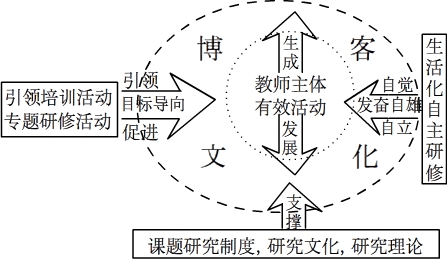 博 客
生成
教师主体
有效活动
发展
文 化
引领培训活动
专题研修活动
引领
目标导向
促进
自觉
发奋自雄
自立
生活化自主研修
支撑
课题研究制度,研究文化,研究理论